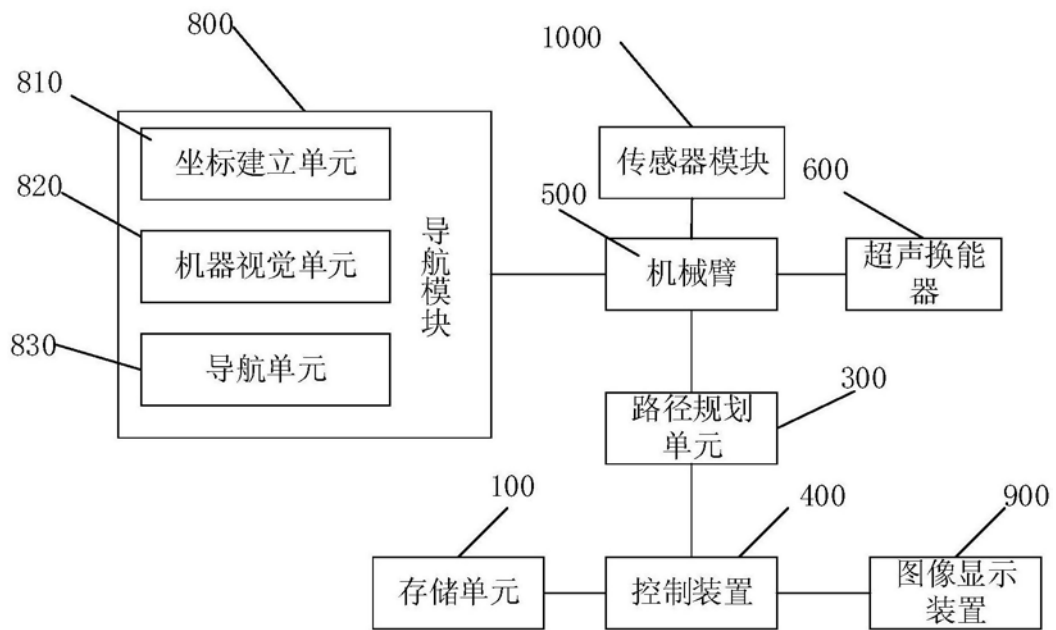 800
810
坐标建立单元
820
机器视觉单元
830
导航单元
导航模块
1000
传感器模块
500
机械臂
600
超声换能
器
300
路径规划
单元
100
存储单元
400
控制装置
900
图像显示
装置